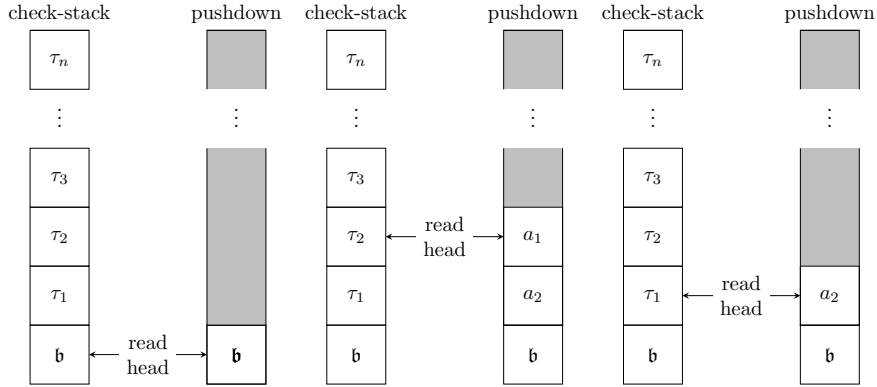 check-stack pushdown check-stack pushdown check-stack pushdown
τₙ τₙ τₙ
⋮ ⋮ ⋮ ⋮ ⋮ ⋮
τ₃ τ₃ τ₃
τ₂ τ₂ read head a₁ τ₂
τ₁ τ₁ a₂ τ₁ read head a₂
𝔟 read head 𝔟 𝔟 𝔟 𝔟 𝔟